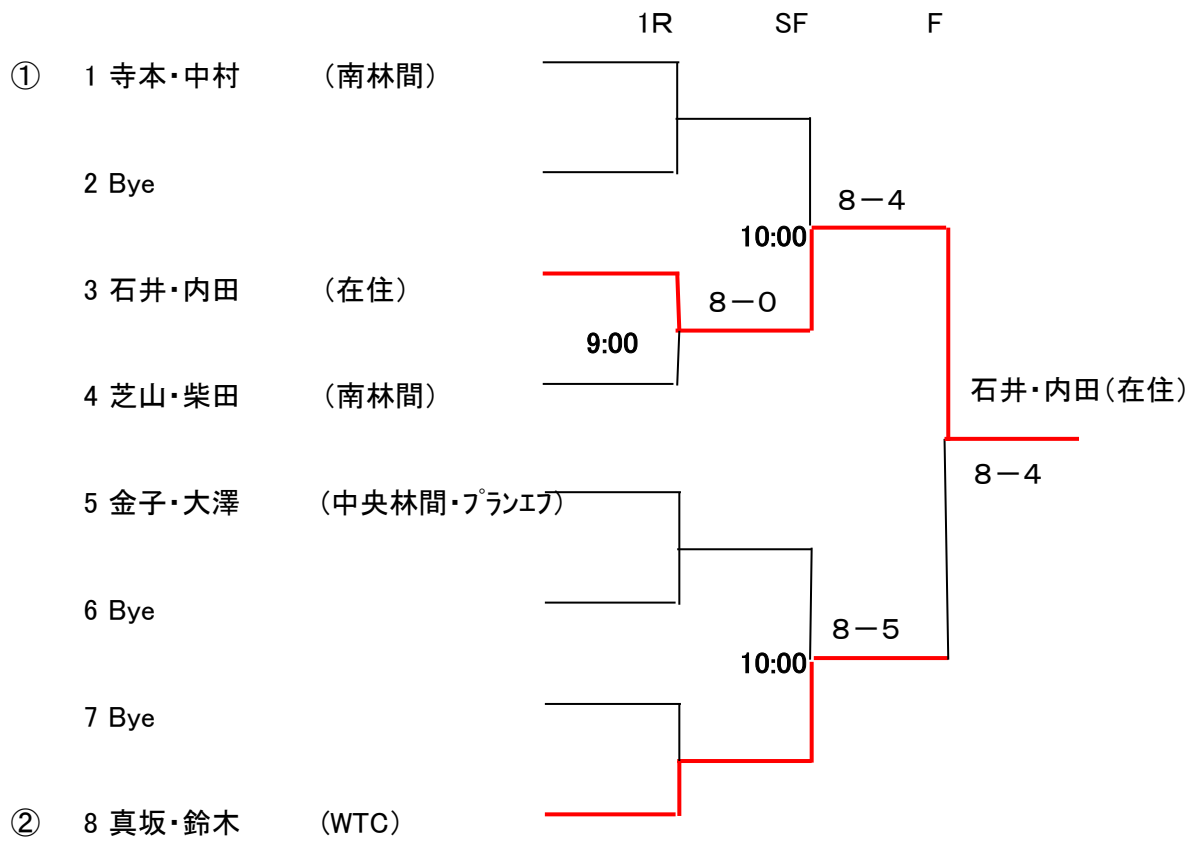 1R SF F
① 1 寺本・中村 （南林間）
2 Bye
8－4
10:00
3 石井・内田 （在住）
8－0
9:00
4 芝山・柴田 （南林間）
石井・内田（在住）
8－4
5 金子・大澤 （中央林間・ﾌﾟﾗﾝｴﾌ）
6 Bye
8－5
10:00
7 Bye
② 8 真坂・鈴木 （WTC）